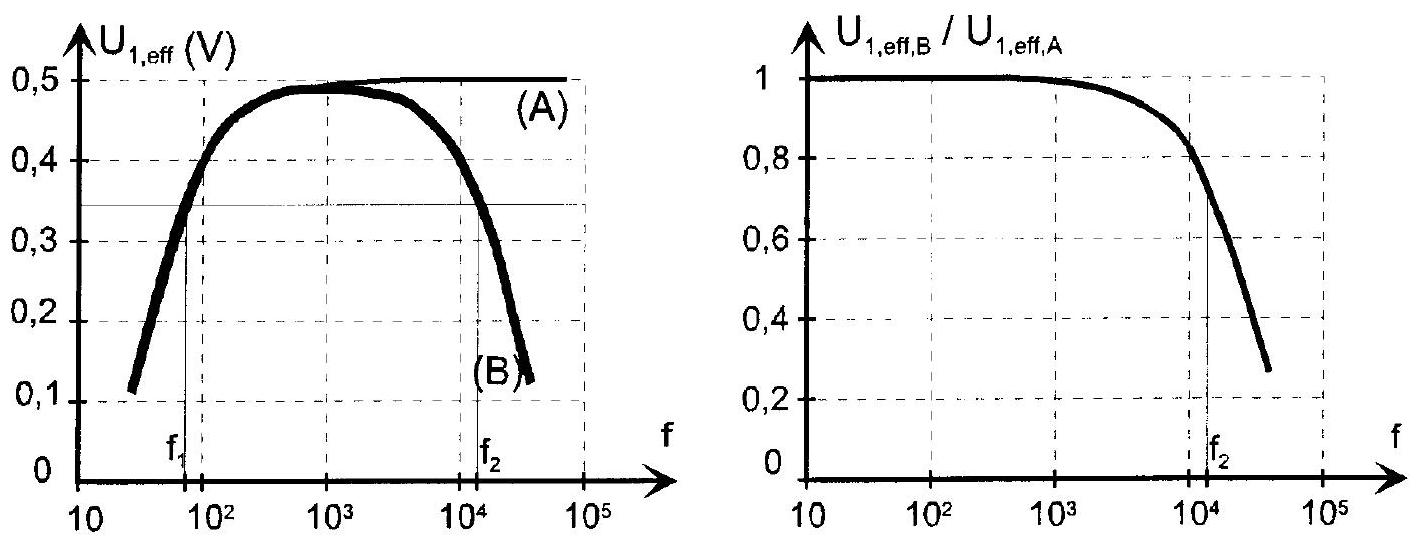 U1,eff (V)
0,5
(A)
0,4
0,3
0,2
(B)
0,1
f1
f2
f
0
10
10²
10³
10⁴
10⁵
U1,eff,B / U1,eff,A
1
0,8
0,6
0,4
0,2
f2
f
0
10
10²
10³
10⁴
10⁵